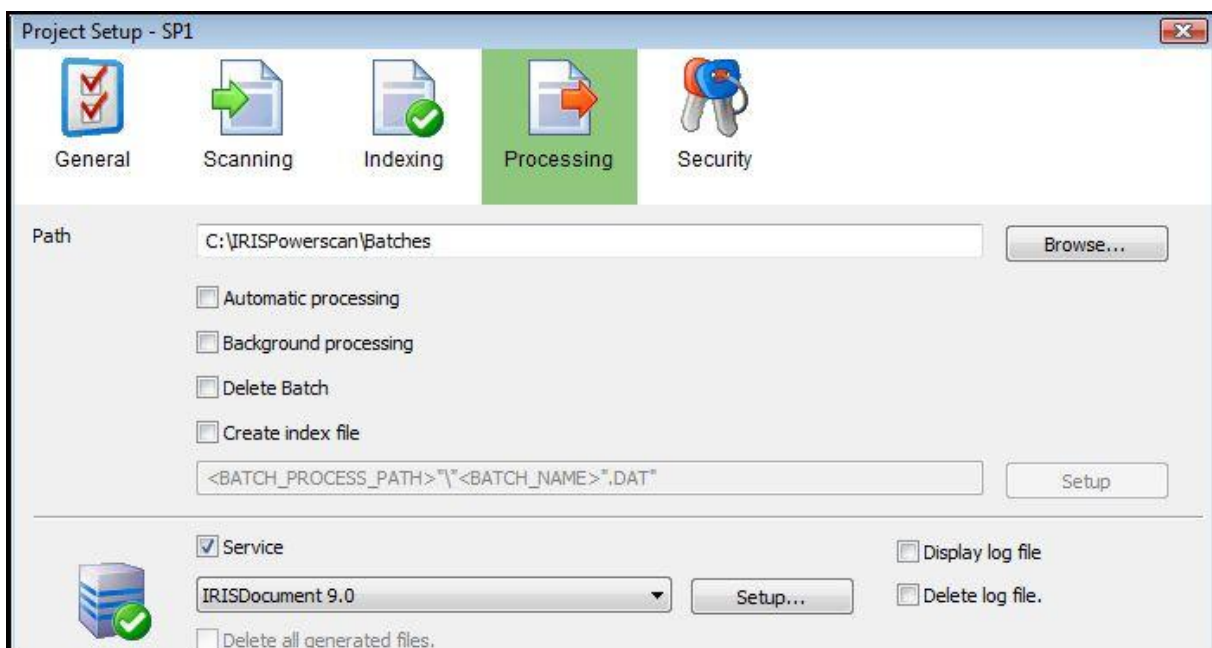 Project Setup - SP1
General Scanning Indexing Processing Security
Path C:\IRISPowerscan\Batches Browse...
Automatic processing
Background processing
Delete Batch
Create index file
<BATCH_PROCESS_PATH>"\"<BATCH_NAME>".DAT" Setup
Service Display log file
IRISDocument 9.0 Setup... Delete log file.
Delete all generated files.